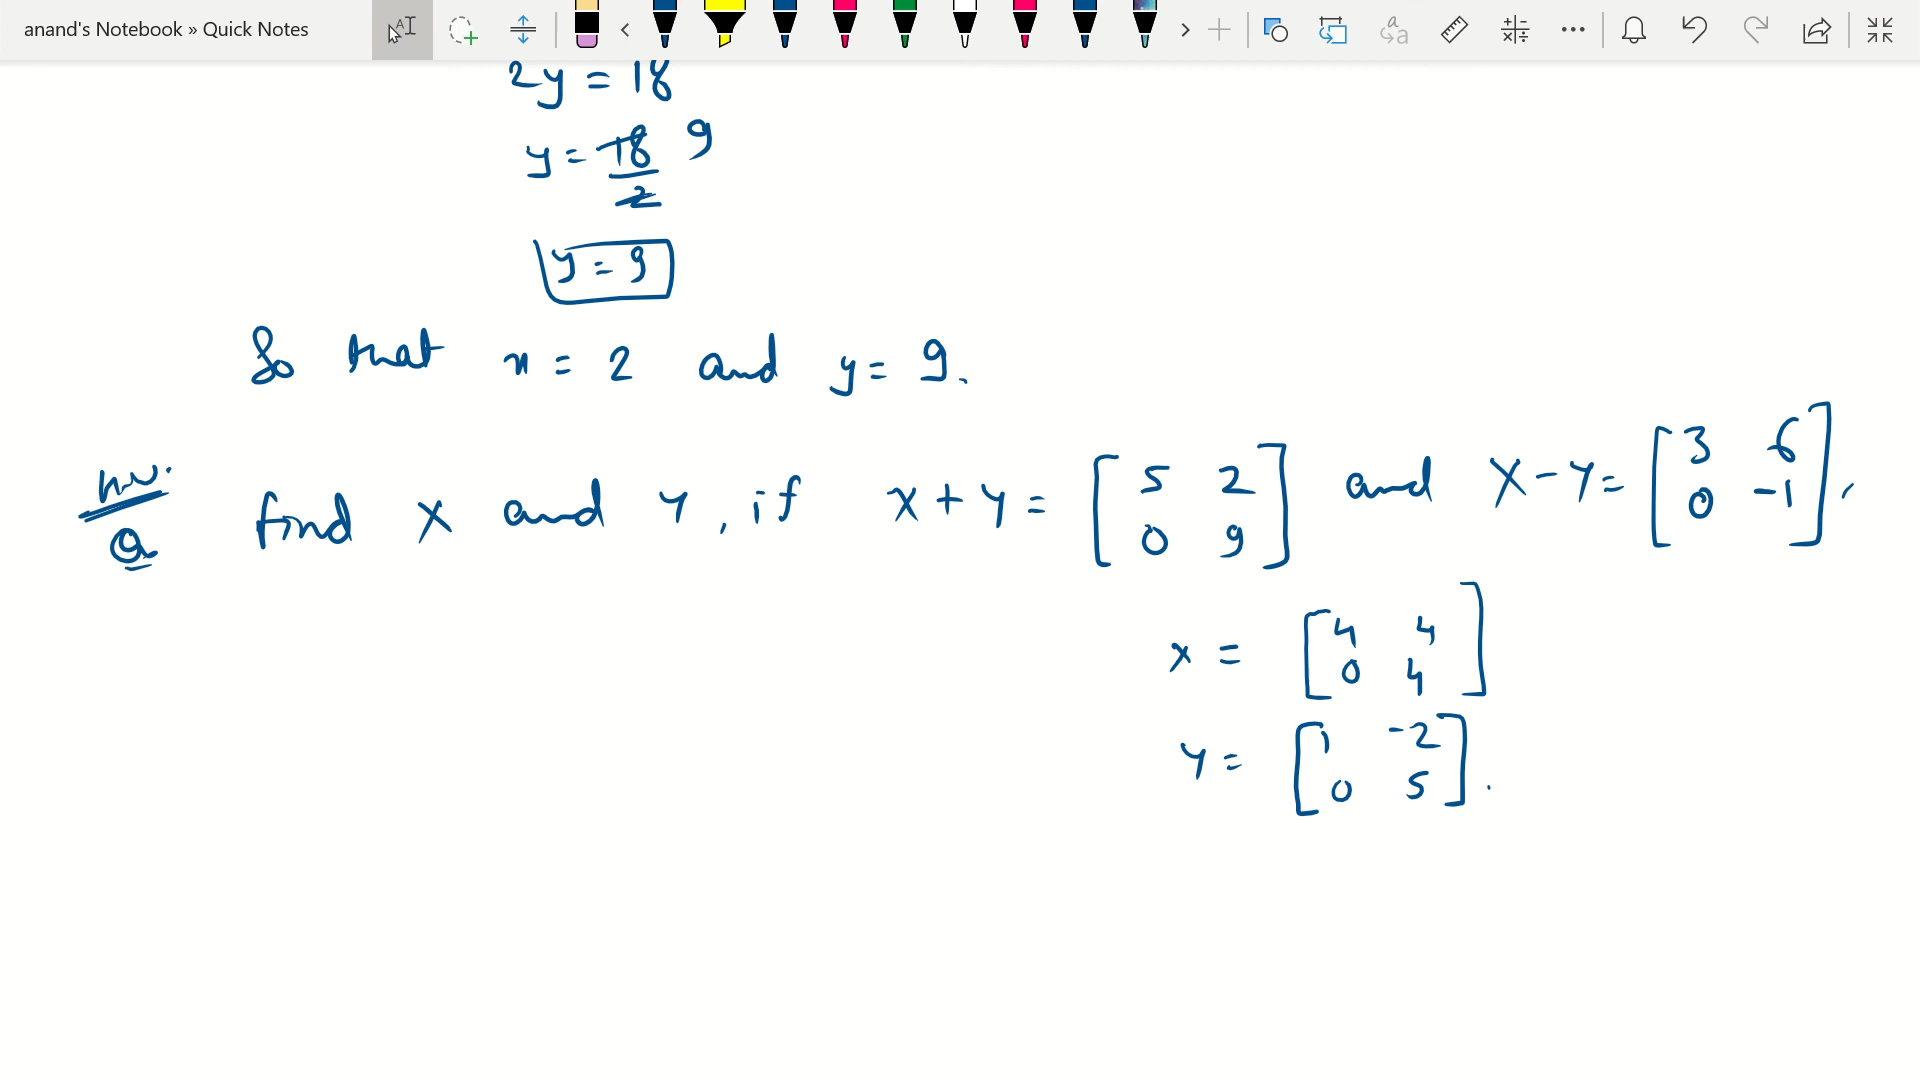 anand's Notebook » Quick Notes
2y = 18
y = 18/2 9
y = 9
So that x = 2 and y = 9.
hw.
Q Find X and Y, if X + Y = [5 2; 0 9] and X - Y = [3 6; 0 -1],
X = [4 4; 0 4]
Y = [1 -2; 0 5].